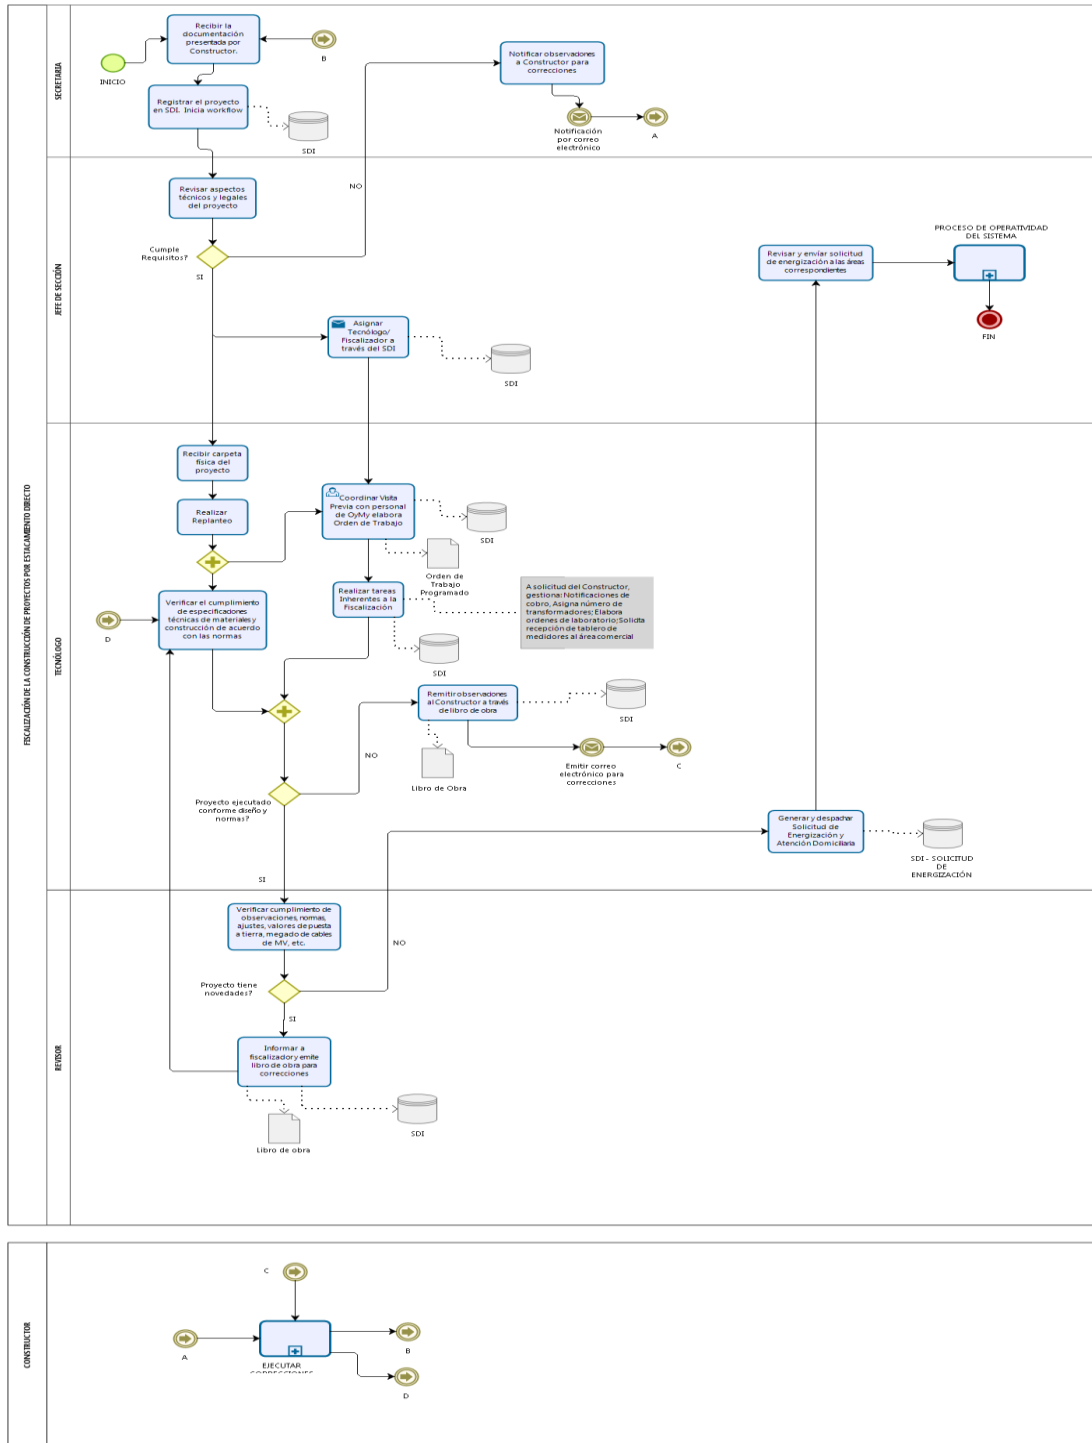 FISCALIZACIÓN DE LA CONSTRUCCIÓN DE PROYECTOS POR ESTACAMIENTO DIRECTO
SECRETARIA
INICIO
Recibir la
documentación
presentada por
Constructor.
B
Registrar el proyecto
en SDI. Inicia workflow
SDI
Notificar observaciones
a Constructor para
correcciones
Notificación
por correo
electrónico
A
JEFE DE SECCIÓN
Revisar aspectos
técnicos y legales
del proyecto
Cumple
Requisitos?
NO
SI
Asignar
Tecnólogo/
Fiscalizador a
través del SDI
SDI
Revisar y envíar solicitud
de energización a las áreas
correspondientes
PROCESO DE OPERATIVIDAD
DEL SISTEMA
FIN
TECNÓLOGO
Recibir carpeta
física del
proyecto
Realizar
Replanteo
Coordinar Visita
Previa con personal
de OyMy elabora
Orden de Trabajo
SDI
Orden de
Trabajo
Programado
D
Verificar el cumplimiento
de especificadones
técnicas de materiales y
construcción de acuerdo
con las normas
Realizar tareas
Inherentes a la
Fiscalización
SDI
A solicitud del Constructor,
gestiona: Notificaciones de
cobro, Asigna número de
transformadores; Elabora
ordenes de laboratorio; Solicita
recepción de tablero de
medidores al área comercial
Remitir observaciones
al Constructor a través
de libro de obra
SDI
Libro de Obra
Emitir correo
electrónico para
correcciones
C
NO
Proyecto ejecutado
conforme diseño y
normas?
SI
Generar y despachar
Solicitud de
Energización y
Atención Domiciliaria
SDI - SOLICITUD
DE
ENERGIZACIÓN
REVISOR
Verificar cumplimiento de
observaciones, normas,
ajustes, valores de puesta
a tierra, megado de cables
de MV, etc.
NO
Proyecto tiene
novedades?
SI
Informar a
fiscalizador y emite
libro de obra para
correcciones
Libro de obra
SDI
CONSTRUCTOR
C
A
EJECUTAR
CORRECCIONES
B
D